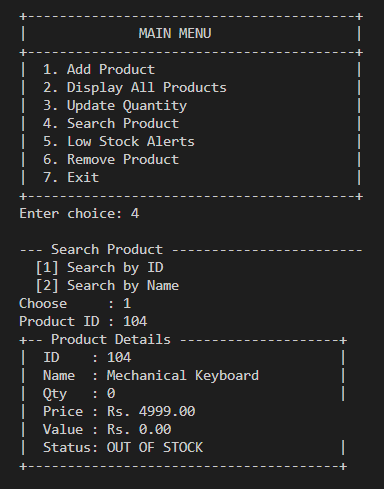 +-----------------------------------------+
|              MAIN MENU                  |
+-----------------------------------------+
|  1. Add Product                         |
|  2. Display All Products                |
|  3. Update Quantity                     |
|  4. Search Product                      |
|  5. Low Stock Alerts                    |
|  6. Remove Product                      |
|  7. Exit                                |
+-----------------------------------------+
Enter choice: 4

--- Search Product ------------------------
  [1] Search by ID
  [2] Search by Name
Choose     : 1
Product ID : 104
+-- Product Details --------------------+
|  ID    : 104                          |
|  Name  : Mechanical Keyboard          |
|  Qty   : 0                            |
|  Price : Rs. 4999.00
|  Value : Rs. 0.00
|  Status: OUT OF STOCK                 |
+---------------------------------------+